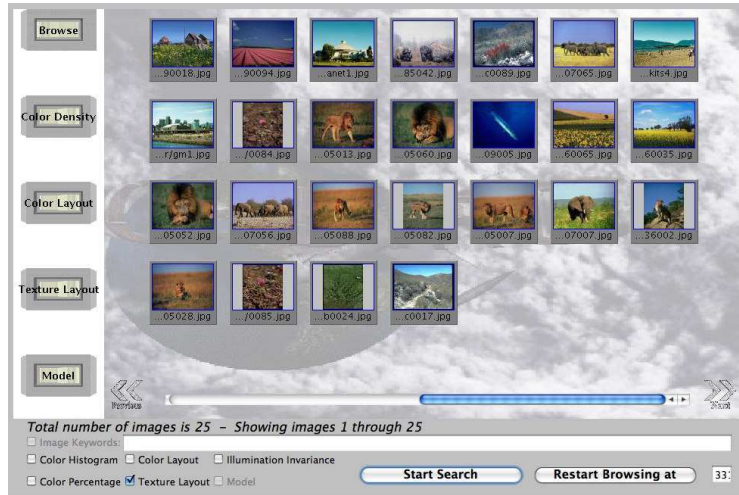 Browse
...90018.jpg ...90094.jpg ...anet1.jpg ...85042.jpg ...c0089.jpg ...07065.jpg ...kits4.jpg
Color Density
...r/gm1.jpg .../0084.jpg ...05013.jpg ...05060.jpg ...09005.jpg ...60065.jpg ...60035.jpg
Color Layout
...05052.jpg ...07056.jpg ...05088.jpg ...05082.jpg ...05007.jpg ...07007.jpg ...36002.jpg
Texture Layout
...05028.jpg .../0085.jpg ...b0024.jpg ...c0017.jpg
Model
Previous
Next
Total number of images is 25 - Showing images 1 through 25
Image Keywords:
Color Histogram Color Layout Illumination Invariance
Color Percentage Texture Layout Model
Start Search Restart Browsing at